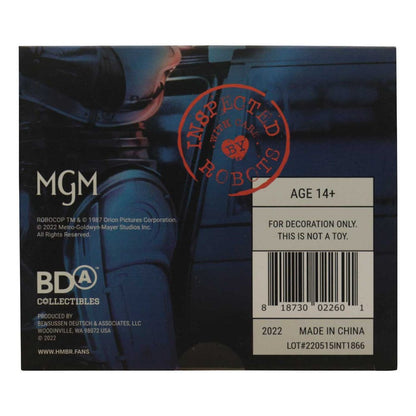 INSPECTED
WITH CARE
BY
ROBOTS
MGM
ROBOCOP TM & © 1987 Orion Pictures Corporation.
© 2022 Metro-Goldwyn-Mayer Studios Inc.
All Rights Reserved.
BDA™
COLLECTIBLES
PRODUCED BY
BENSUSSEN DEUTSCH & ASSOCIATES, LLC
WOODINVILLE, WA 98072 USA
© 2022
WWW.HMBR.FANS
AGE 14+
FOR DECORATION ONLY.
THIS IS NOT A TOY.
8 18730 02260 1
2022 MADE IN CHINA
LOT#220515INT1866